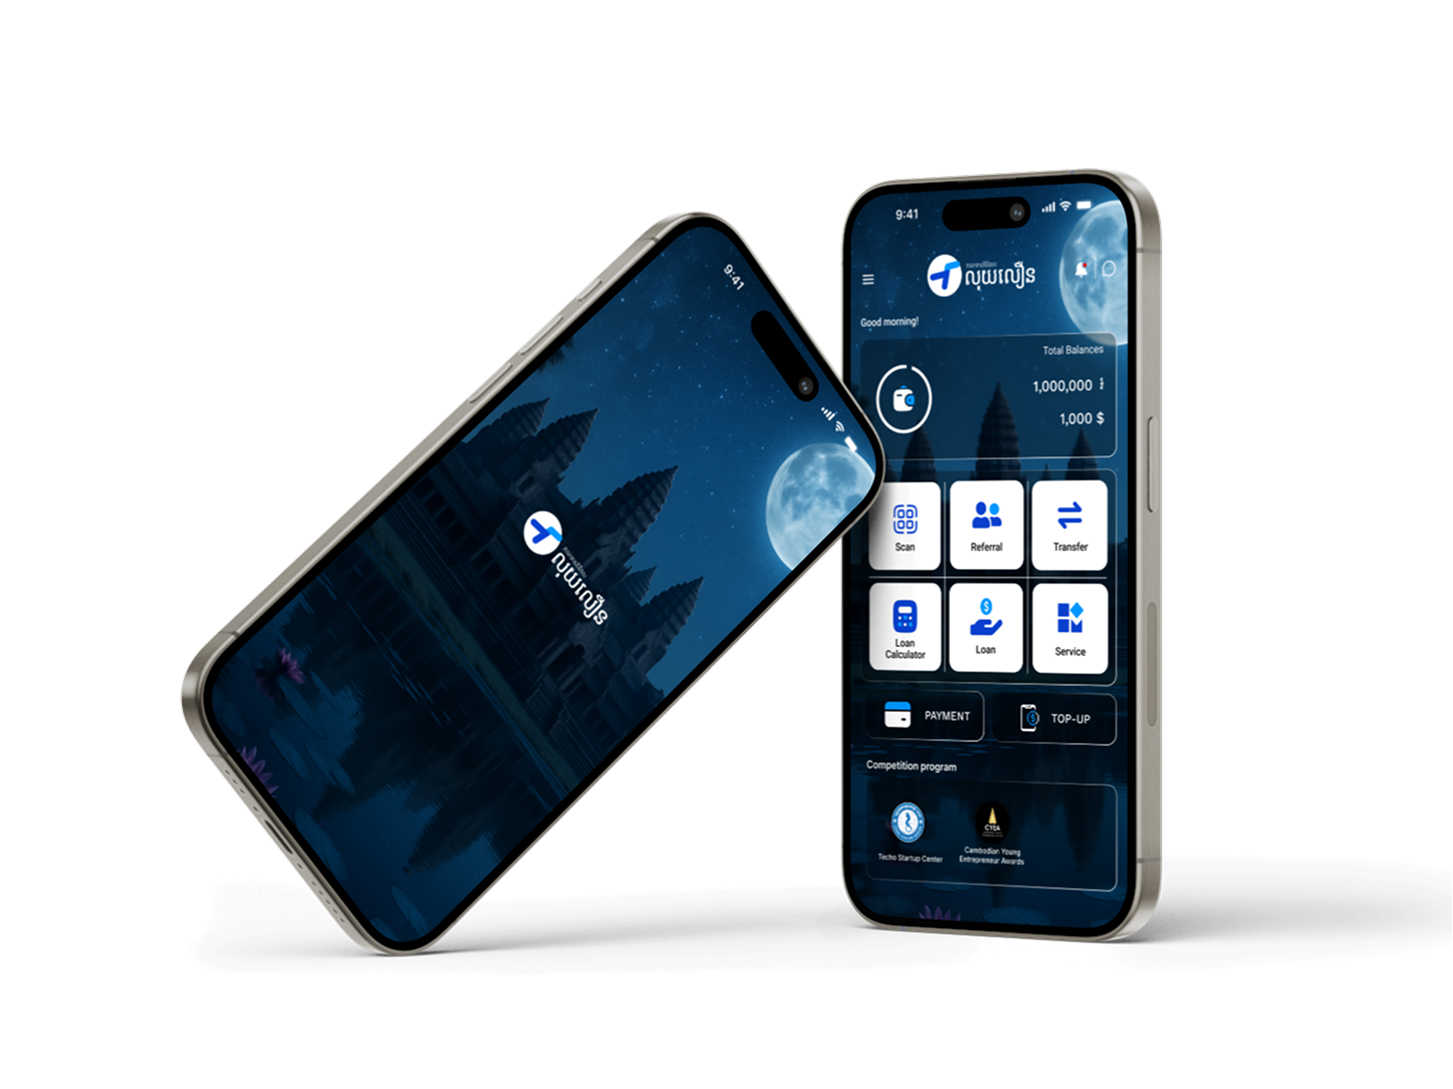 9:41
លុយលឿន
9:41
លុយលឿន
Good morning!
Total Balances
1,000,000 ៛
1,000 $
Scan
Referral
Transfer
Loan
Calculator
Loan
Service
PAYMENT
TOP-UP
Competition program
CYEA
Techo Startup Center
Cambodian Young
Entrepreneur Awards